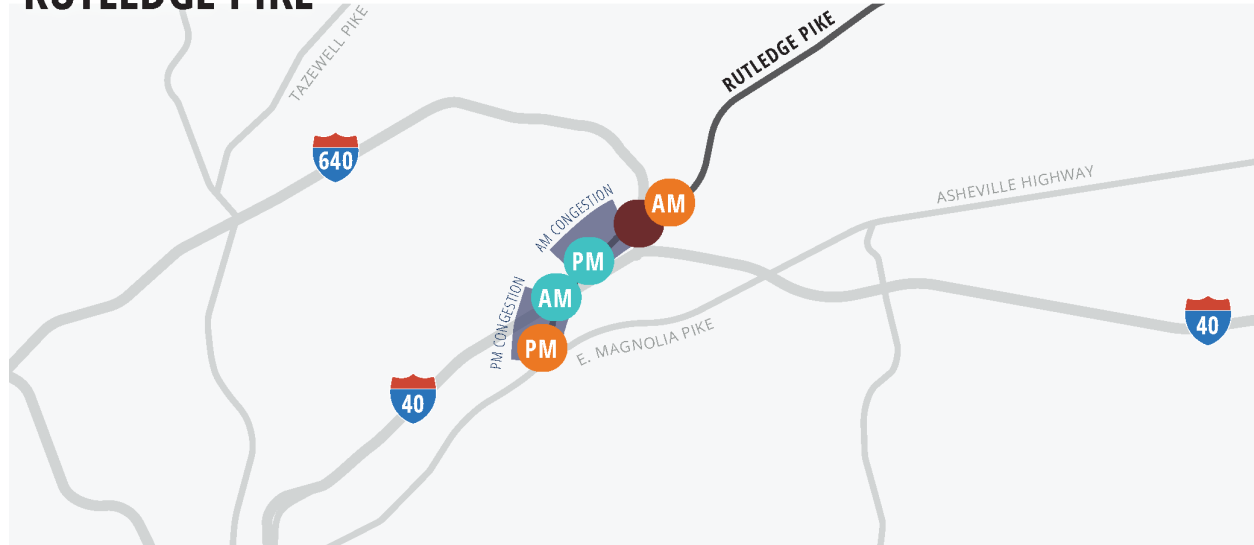 RUTLEDGE PIKE
TAZEWELL PIKE
RUTLEDGE PIKE
640
ASHEVILLE HIGHWAY
AM CONGESTION
AM
PM
PM CONGESTION
AM
PM
E. MAGNOLIA PIKE
40
40